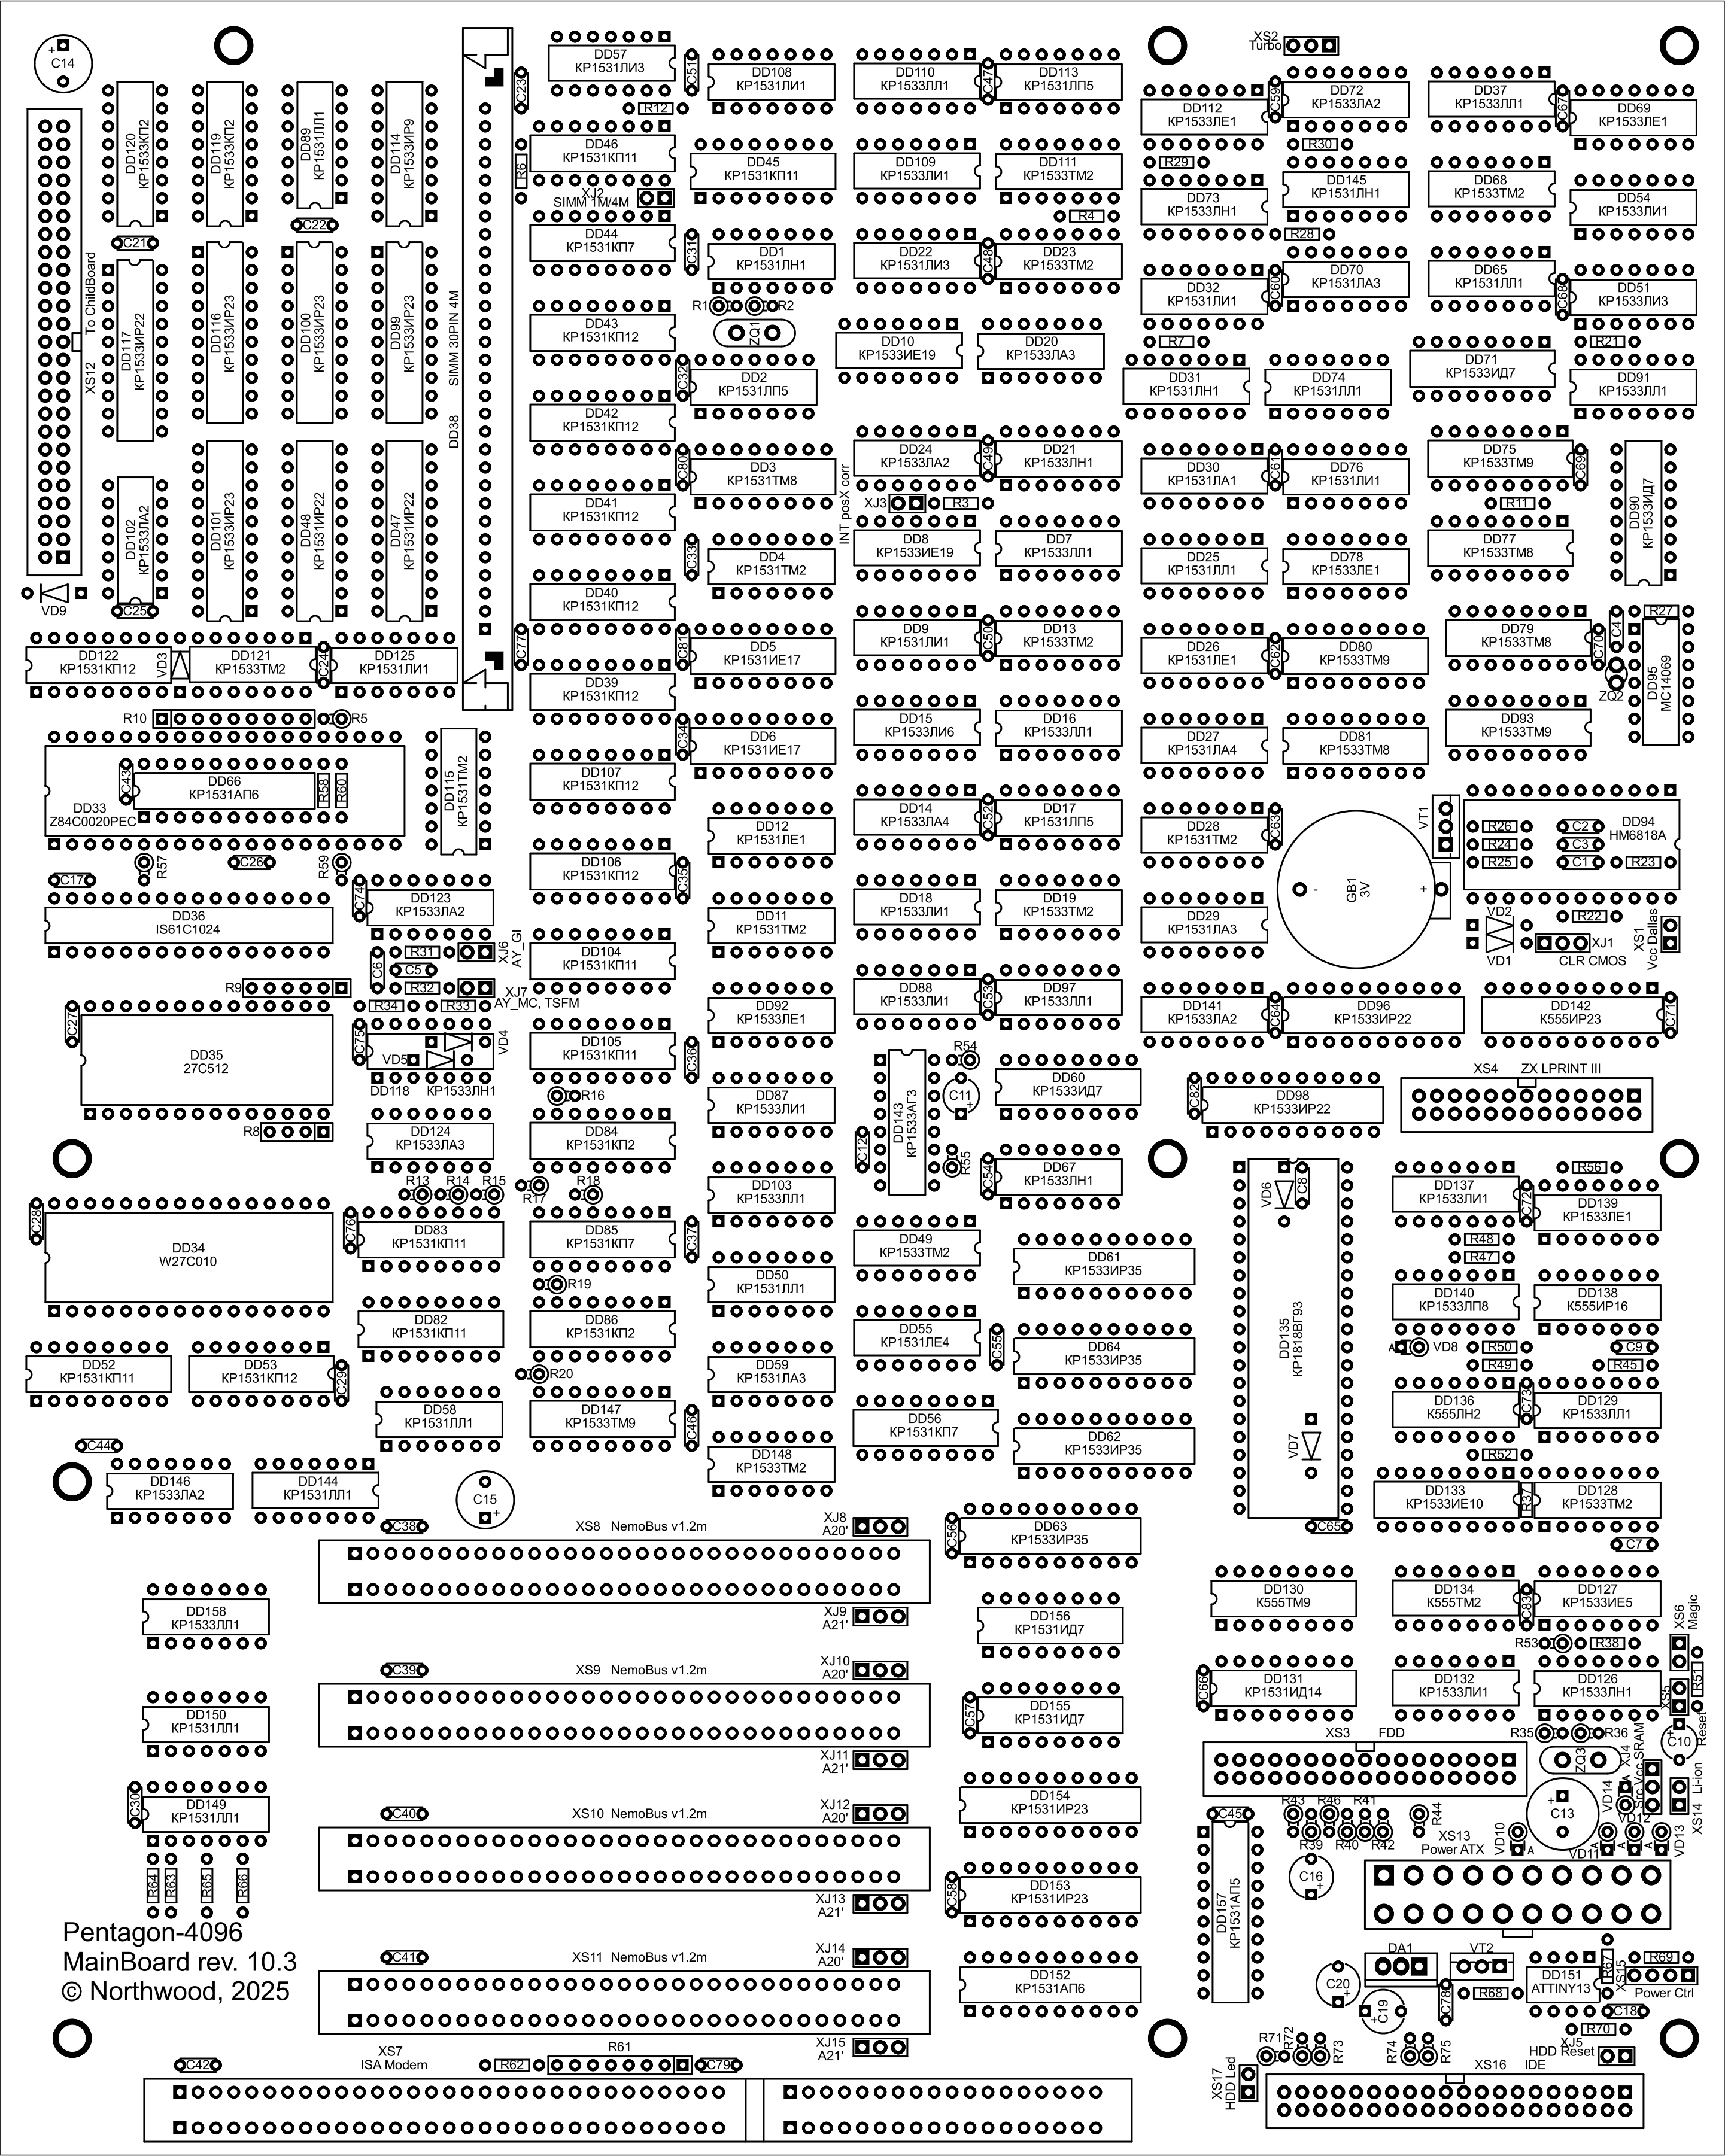 C14
DD57
КР1531ЛИ3
C51
DD108
КР1531ЛИ1
DD110
КР1533ЛЛ1
C47
DD113
КР1531ЛП5
XS2
Turbo
C23
R12
DD112
КР1533ЛЕ1
C59
DD72
КР1533ЛА2
DD37
КР1533ЛЛ1
C67
DD69
КР1533ЛЕ1
DD120
КР1533КП2
DD119
КР1533КП2
DD89
КР1531ЛЛ1
DD114
КР1533ИР9
DD46
КР1531КП11
R6
DD45
КР1531КП11
DD109
КР1533ЛИ1
DD111
КР1533ТМ2
R29
R30
XJ2
SIMM 1M/4M
DD73
КР1533ЛН1
DD145
КР1531ЛН1
DD68
КР1533ТМ2
DD54
КР1533ЛИ1
R4
R28
C21
C22
DD44
КР1531КП7
C31
DD1
КР1531ЛН1
DD22
КР1531ЛИ3
C48
DD23
КР1533ТМ2
DD32
КР1531ЛИ1
C60
DD70
КР1531ЛА3
DD65
КР1531ЛЛ1
C68
DD51
КР1533ЛИ3
XS12
To ChildBoard
DD117
КР1533ИР22
DD116
КР1533ИР23
DD100
КР1533ИР23
DD99
КР1533ИР23
DD38
SIMM 30PIN 4M
DD43
КР1531КП12
R1
R2
ZQ1
DD10
КР1533ИЕ19
DD20
КР1533ЛА3
R7
R21
C32
DD2
КР1531ЛП5
DD31
КР1531ЛН1
DD74
КР1531ЛЛ1
DD71
КР1533ИД7
DD91
КР1533ЛЛ1
DD42
КР1531КП12
C80
DD3
КР1531ТМ8
INT posX corr
DD24
КР1533ЛА2
C49
DD21
КР1533ЛН1
DD30
КР1531ЛА1
C61
DD76
КР1531ЛИ1
DD75
КР1533ТМ9
C69
DD90
КР1533ИД7
XJ3
R3
R11
DD102
КР1533ЛА2
DD101
КР1533ИР23
DD48
КР1531ИР22
DD47
КР1531ИР22
DD41
КР1531КП12
C33
DD4
КР1531ТМ2
DD8
КР1533ИЕ19
DD7
КР1533ЛЛ1
DD25
КР1531ЛЛ1
DD78
КР1533ЛЕ1
DD77
КР1533ТМ8
VD9
C25
DD40
КР1531КП12
DD122
КР1531КП12
VD3
DD121
КР1533ТМ2
C24
DD125
КР1531ЛИ1
C77
C81
DD5
КР1531ИЕ17
DD9
КР1531ЛИ1
C50
DD13
КР1533ТМ2
DD26
КР1531ЛЕ1
C62
DD80
КР1533ТМ9
DD79
КР1533ТМ8
C70
C4
R27
ZQ2
DD95
MC14069
DD39
КР1531КП12
R10
R5
C34
DD6
КР1531ИЕ17
DD15
КР1533ЛИ6
DD16
КР1533ЛЛ1
DD27
КР1531ЛА4
DD81
КР1533ТМ8
DD93
КР1533ТМ9
C43
DD66
КР1531АП6
R58
R60
DD33
Z84C0020PEC
DD115
КР1531ТМ2
DD107
КР1531КП12
DD12
КР1531ЛЕ1
DD14
КР1533ЛА4
C52
DD17
КР1531ЛП5
DD28
КР1531ТМ2
C63
GB1
3V
VT1
R26
R24
R25
C2
C3
C1
DD94
HM6818A
R23
R57
C26
R59
C17
DD36
IS61C1024
C74
DD123
КР1533ЛА2
DD106
КР1531КП12
C35
DD11
КР1531ТМ2
DD18
КР1533ЛИ1
DD19
КР1533ТМ2
DD29
КР1531ЛА3
VD2
VD1
R22
XJ1
CLR CMOS
XS1
Vcc Dallas
C6
R31
C5
R32
XJ6
AY_GI
XJ7
AY_MC, TSFM
R9
R34
R33
DD104
КР1531КП11
DD92
КР1533ЛЕ1
DD88
КР1533ЛИ1
C53
DD97
КР1533ЛЛ1
DD141
КР1533ЛА2
C64
DD96
КР1533ИР22
DD142
К555ИР23
C71
C27
DD35
27C512
C75
VD5
VD4
DD118
КР1533ЛН1
DD105
КР1531КП11
C36
R16
DD87
КР1533ЛИ1
R54
C11
DD143
КР1533АГ3
DD60
КР1533ИД7
C82
DD98
КР1533ИР22
XS4
ZX LPRINT III
R8
DD124
КР1533ЛА3
DD84
КР1531КП2
C12
R55
C54
DD67
КР1533ЛН1
R13
R14
R15
R17
R18
DD103
КР1533ЛЛ1
VD6
C8
DD137
КР1533ЛИ1
C72
R56
DD139
КР1533ЛЕ1
C28
DD34
W27C010
C76
DD83
КР1531КП11
DD85
КР1531КП7
C37
DD49
КР1533ТМ2
DD61
КР1533ИР35
R48
R47
R19
DD50
КР1531ЛЛ1
DD135
КР1818ВГ93
DD140
КР1533ЛП8
DD138
К555ИР16
DD82
КР1531КП11
DD86
КР1531КП2
DD55
КР1531ЛЕ4
C55
DD64
КР1533ИР35
A
VD8
R50
R49
C9
R45
DD52
КР1531КП11
DD53
КР1531КП12
C29
R20
DD59
КР1531ЛА3
DD58
КР1531ЛЛ1
DD147
КР1533ТМ9
C46
DD56
КР1531КП7
DD62
КР1533ИР35
VD7
DD136
К555ЛН2
C73
DD129
КР1533ЛЛ1
R52
C44
DD146
КР1533ЛА2
DD144
КР1531ЛЛ1
C15
DD148
КР1533ТМ2
DD133
КР1533ИЕ10
R37
DD128
КР1533ТМ2
C38
XS8 NemoBus v1.2m
XJ8
A20'
C56
DD63
КР1533ИР35
C65
C7
DD158
КР1533ЛЛ1
XJ9
A21'
DD156
КР1531ИД7
DD130
К555ТМ9
DD134
К555ТМ2
C83
DD127
КР1533ИЕ5
XS6
Magic
R53
R38
C39
XS9 NemoBus v1.2m
XJ10
A20'
C66
DD131
КР1531ИД14
DD132
КР1533ЛИ1
DD126
КР1533ЛН1
XS5
R51
Reset
DD150
КР1531ЛЛ1
C57
DD155
КР1531ИД7
XS3
FDD
R35
R36
C10
XJ11
A21'
ZQ3
XJ4
Src Vcc SRAM
C30
DD149
КР1531ЛЛ1
C40
XS10 NemoBus v1.2m
XJ12
A20'
DD154
КР1531ИР23
C45
R43
R46
R41
R44
R39
R40
R42
C13
VD14
A
VD12
XS14
Li-ion
XS13
Power ATX
VD10
A
VD11
A
A
VD13
R64
R63
R65
R66
XJ13
A21'
C58
DD153
КР1531ИР23
C16
DD157
КР1531АП5
Pentagon-4096
MainBoard rev. 10.3
© Northwood, 2025
C41
XS11 NemoBus v1.2m
XJ14
A20'
DD152
КР1531АП6
C20
DA1
C19
C78
VT2
R68
DD151
ATTINY13
R67
XS15
R69
Power Ctrl
C18
R70
XJ15
A21'
C42
XS7
ISA Modem
R62
R61
C79
R71
R72
R73
R74
R75
XJ5
HDD Reset
XS17
HDD Led
XS16
IDE